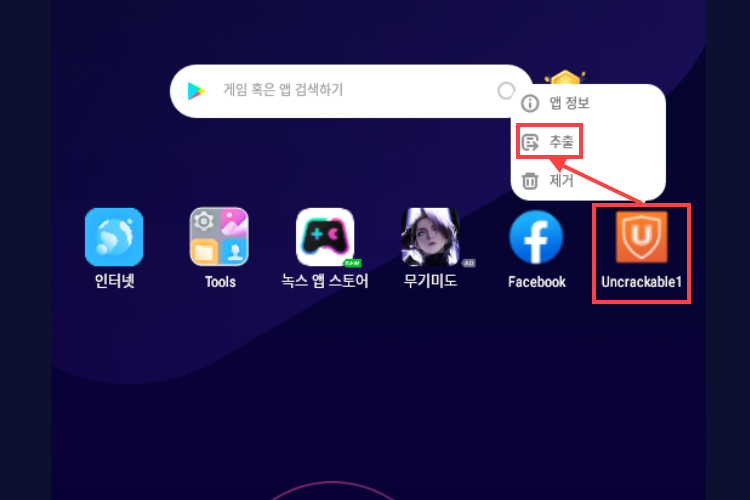 게임 혹은 앱 검색하기
앱 정보
추출
제거
NEW
AD
U
인터넷
Tools
녹스 앱 스토어
무기미도
Facebook
Uncrackable1